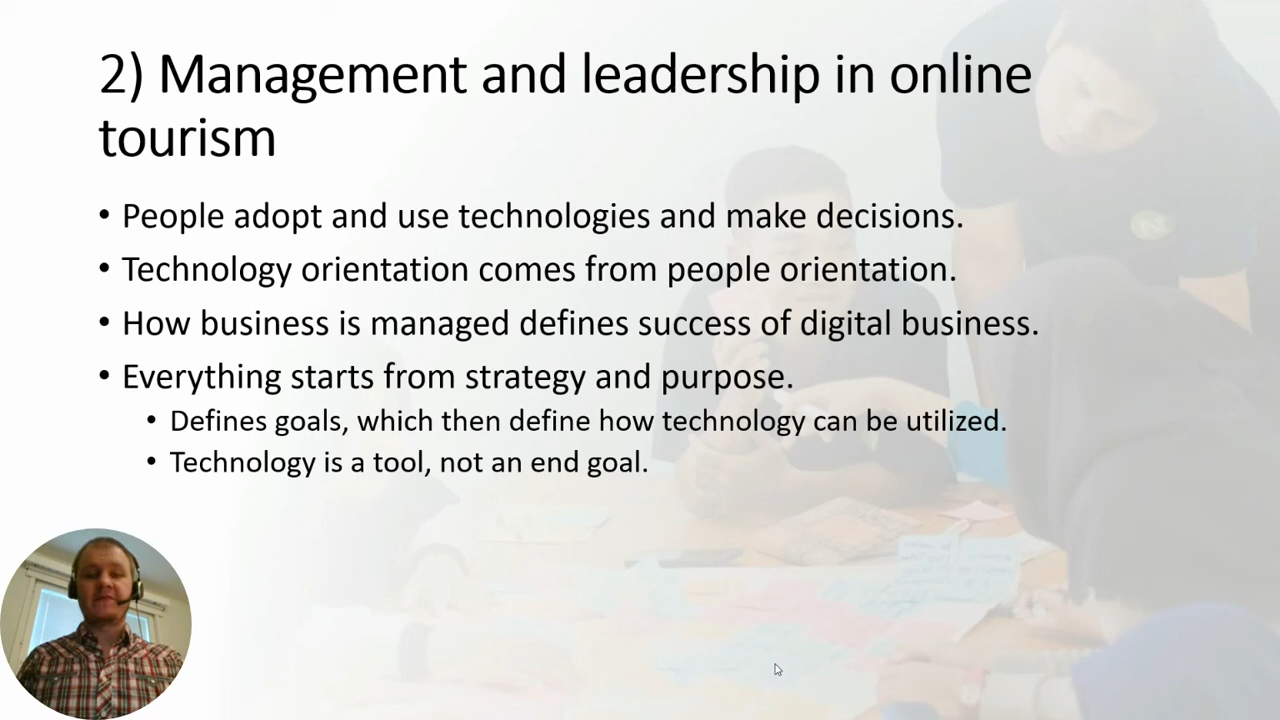 2) Management and leadership in online
tourism
• People adopt and use technologies and make decisions.
• Technology orientation comes from people orientation.
• How business is managed defines success of digital business.
• Everything starts from strategy and purpose.
• Defines goals, which then define how technology can be utilized.
• Technology is a tool, not an end goal.